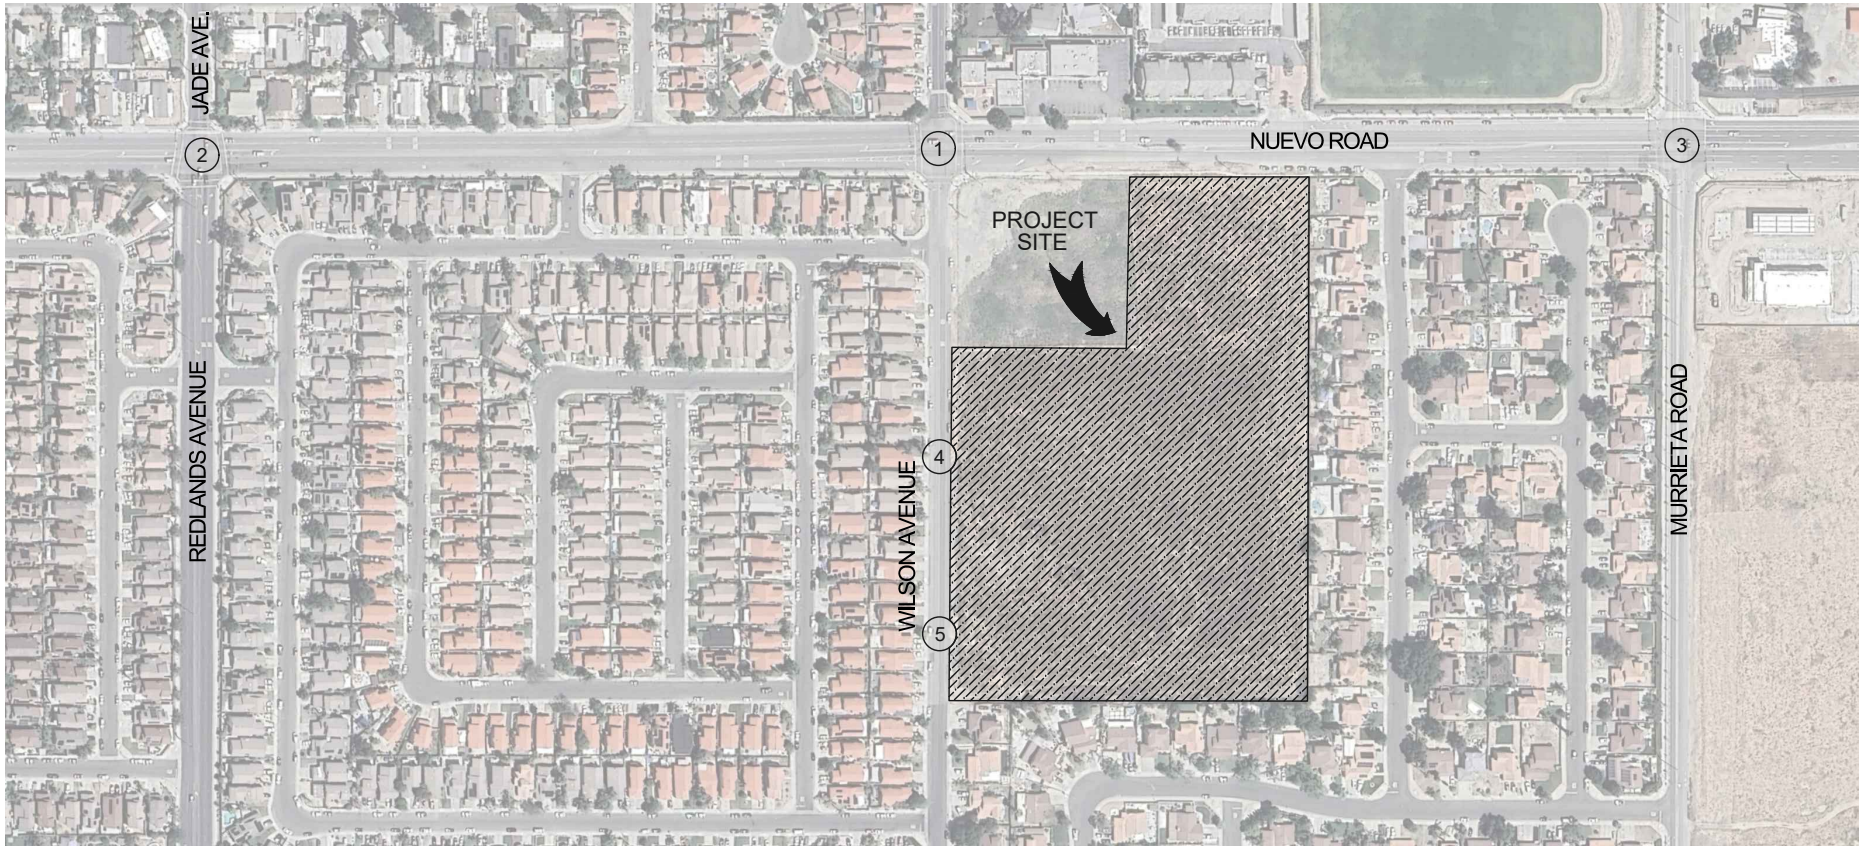 JADE AVE.
2
1
NUEVO ROAD
3
PROJECT
SITE
REDLANDS AVENUE
MURRIETA ROAD
4
WILSON AVENUE
5